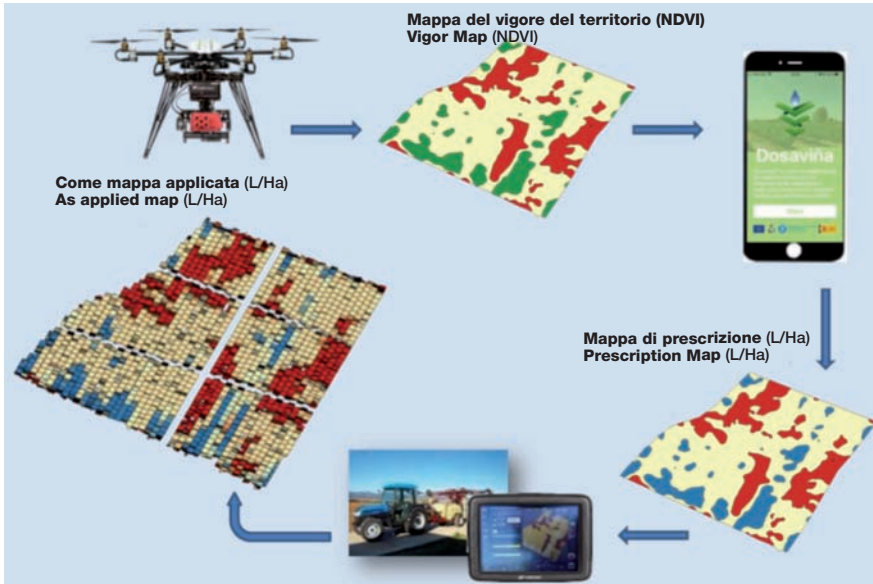 Mappa del vigore del territorio (NDVI)
Vigor Map (NDVI)
Dosaviña
Come mappa applicata (L/Ha)
As applied map (L/Ha)
Mappa di prescrizione (L/Ha)
Prescription Map (L/Ha)